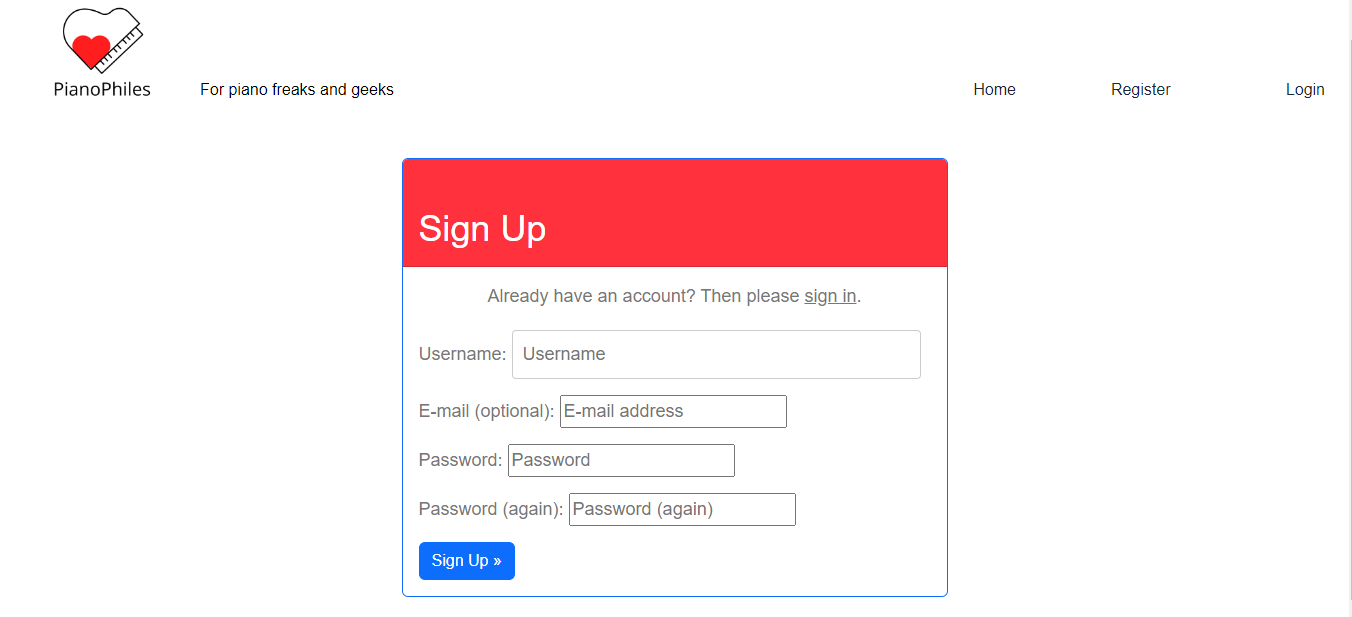 PianoPhiles
For piano freaks and geeks
Home
Register
Login
Sign Up
Already have an account? Then please sign in.
Username: Username
E-mail (optional): E-mail address
Password: Password
Password (again): Password (again)
Sign Up »